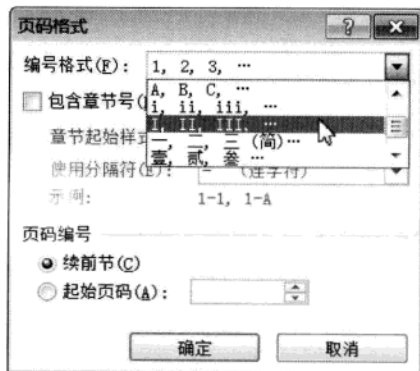 页码格式
编号格式(F): 1, 2, 3, …
A, B, C, …
包含章节号( i, ii, iii, …
I, II, III, …
章节起始样式 一, 二, 三 (简)…
壹, 贰, 叁 …
使用分隔符(E): - (连字符)
示例: 1-1, 1-A
页码编号
续前节(C)
起始页码(A):
确定 取消